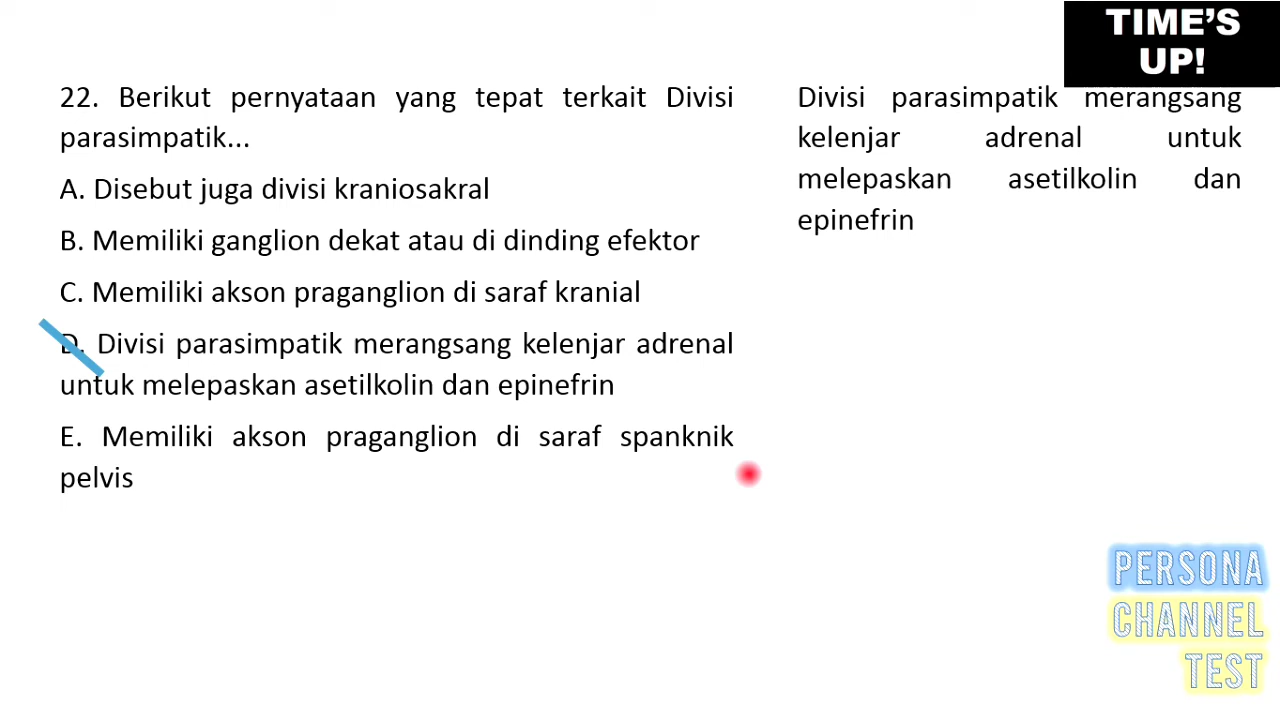 TIME'S
UP!
22. Berikut pernyataan yang tepat terkait Divisi
parasimpatik...
A. Disebut juga divisi kraniosakral
B. Memiliki ganglion dekat atau di dinding efektor
C. Memiliki akson praganglion di saraf kranial
D. Divisi parasimpatik merangsang kelenjar adrenal
untuk melepaskan asetilkolin dan epinefrin
E. Memiliki akson praganglion di saraf spanknik
pelvis
Divisi parasimpatik merangsang
kelenjar adrenal untuk
melepaskan asetilkolin dan
epinefrin
PERSONA
CHANNEL
TEST